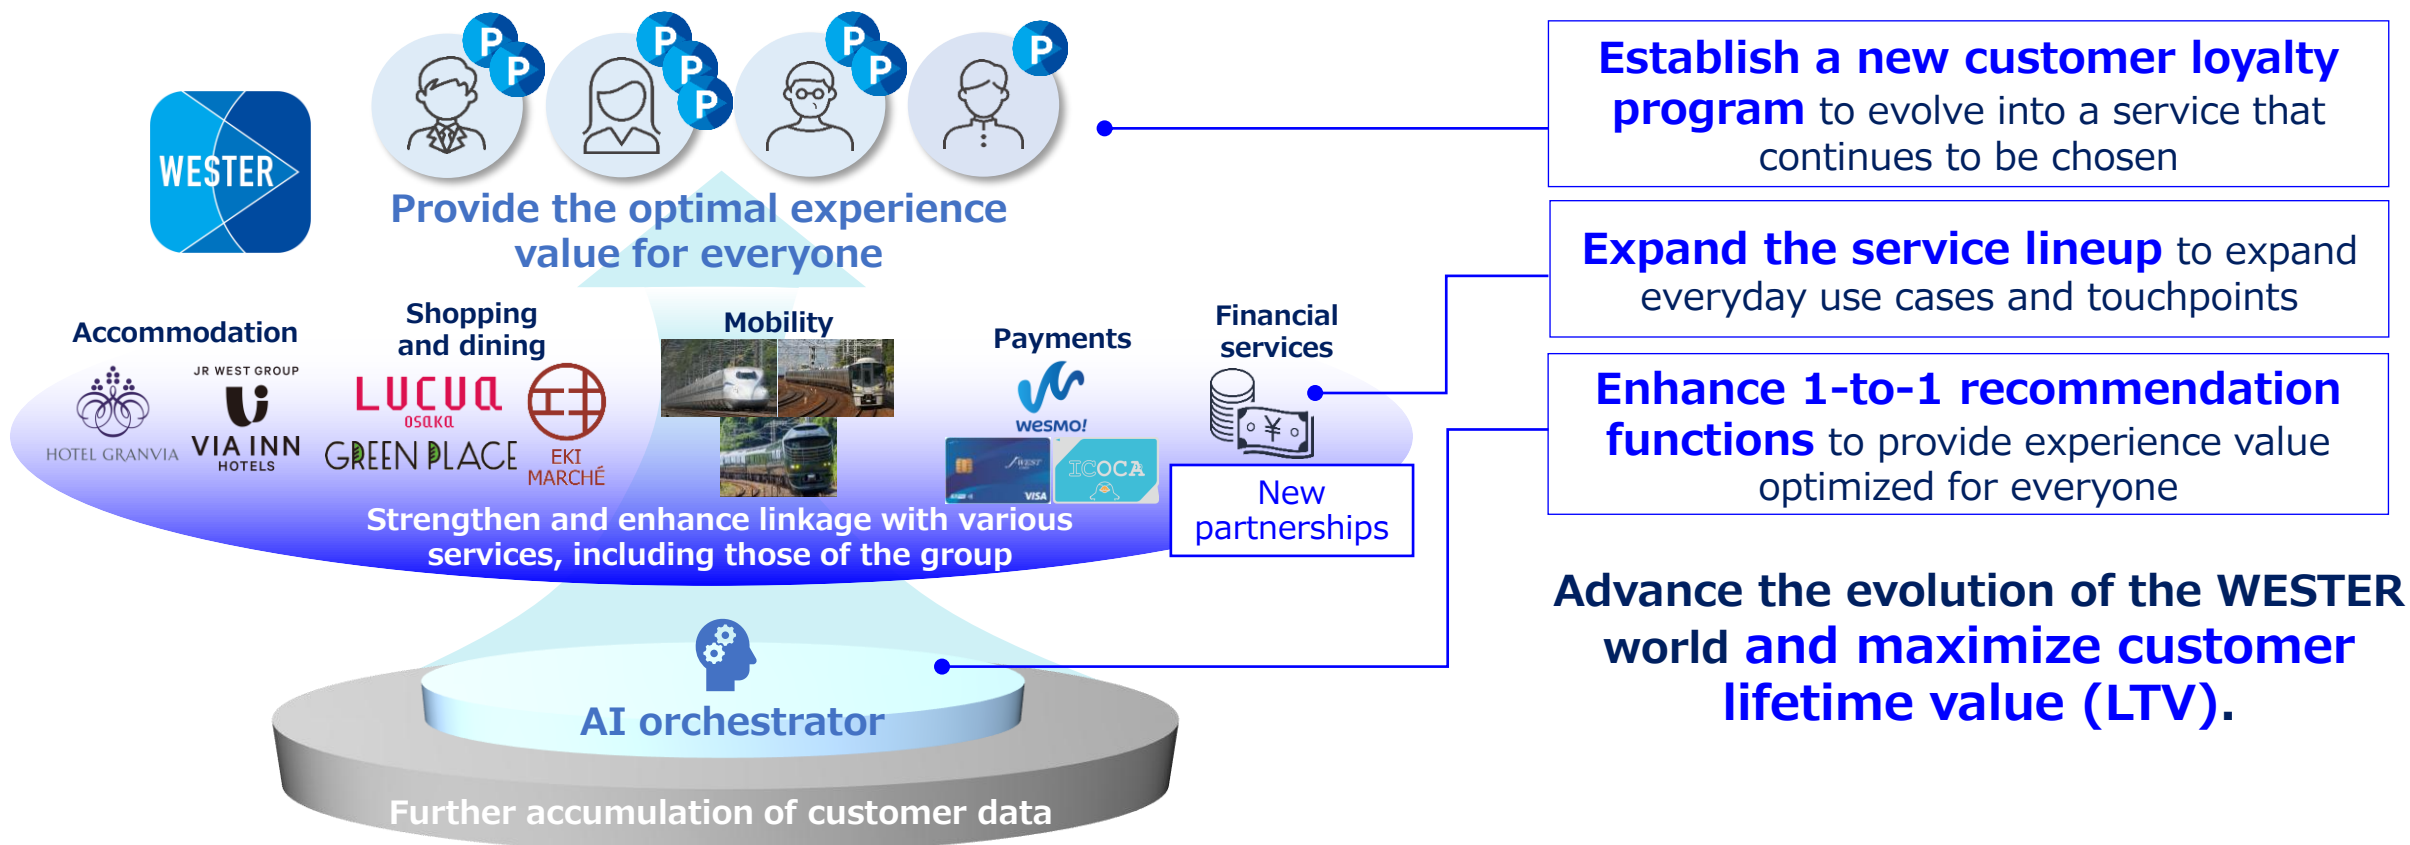 P
P
P
P
P
P
P
P
WESTER
Provide the optimal experience
value for everyone
Accommodation
HOTEL GRANVIA
JR WEST GROUP
VIA INN
HOTELS
Shopping
and dining
LUCUA
OSAKA
GREEN PLACE
EKI
MARCHÉ
Mobility
Payments
WESMO!
J-WEST
VISA
ICOCA
Financial
services
¥
New
partnerships
Strengthen and enhance linkage with various
services, including those of the group
AI orchestrator
Further accumulation of customer data
Establish a new customer loyalty
program to evolve into a service that
continues to be chosen
Expand the service lineup to expand
everyday use cases and touchpoints
Enhance 1-to-1 recommendation
functions to provide experience value
optimized for everyone
Advance the evolution of the WESTER
world and maximize customer
lifetime value (LTV).